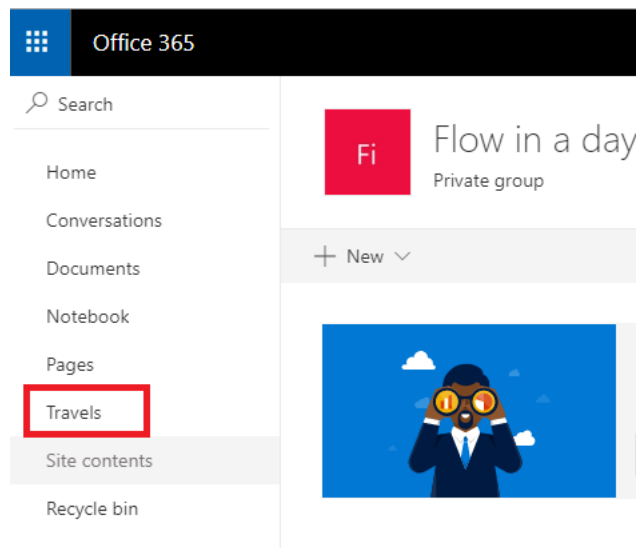 Office 365
Search
Home
Conversations
Documents
Notebook
Pages
Travels
Site contents
Recycle bin
Fi
Flow in a day
Private group
New